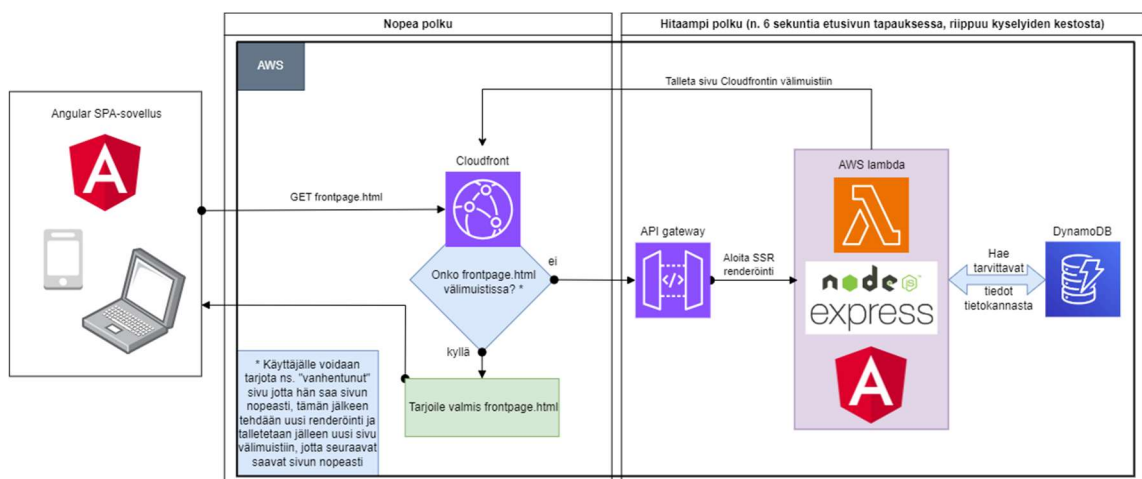 Nopea polku
Hitaampi polku (n. 6 sekuntia etusivun tapauksessa, riippuu kyselyiden kestosta)
AWS
Talleta sivu Cloudfrontin välimuistiin
Angular SPA-sovellus
Cloudfront
AWS lambda
GET frontpage.html
API gateway
DynamoDB
Onko frontpage.html
välimuistissa? *
ei
Aloita SSR
renderöinti
node JS
express
Hae
tarvittavat
tiedot
tietokannasta
kyllä
Tarjoile valmis frontpage.html
* Käyttäjälle voidaan
tarjota ns. "vanhentunut"
sivu jotta hän saa sivun
nopeasti, tämän jälkeen
tehdään uusi renderöinti ja
talletetaan jälleen uusi sivu
välimuistiin, jotta seuraavat
saavat sivun nopeasti